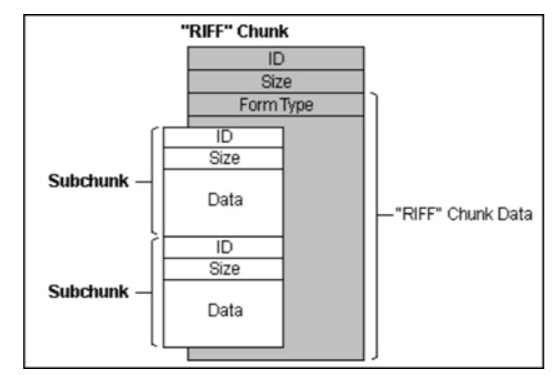 "RIFF" Chunk
ID
Size
Form Type
ID
Size
Subchunk
Data
"RIFF" Chunk Data
ID
Size
Subchunk
Data